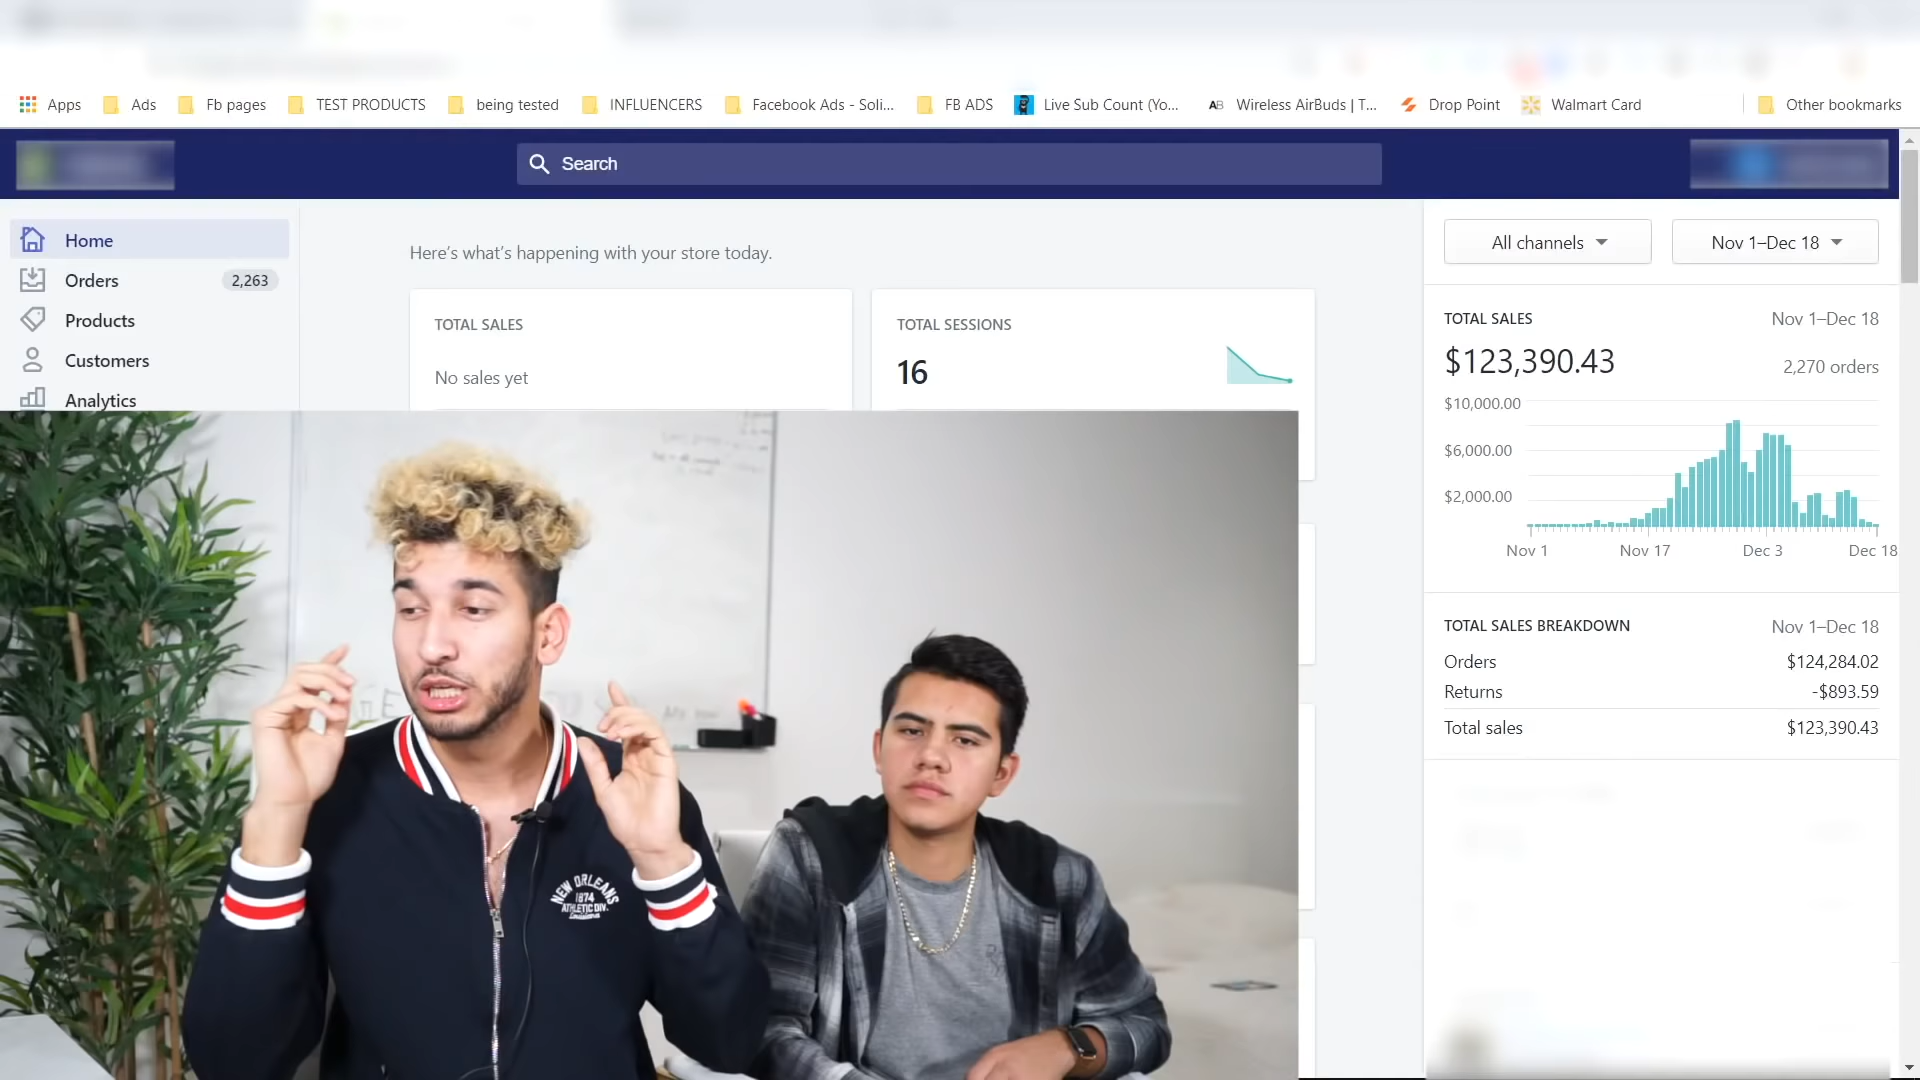 Apps
Ads
Fb pages
TEST PRODUCTS
being tested
INFLUENCERS
Facebook Ads - Soli...
FB ADS
Live Sub Count (Yo...
AB Wireless AirBuds | T...
Drop Point
Walmart Card
Other bookmarks
Search
Home
Orders 2,263
Products
Customers
Analytics
Here's what's happening with your store today.
TOTAL SALES
No sales yet
TOTAL SESSIONS
16
All channels
Nov 1–Dec 18
TOTAL SALES Nov 1–Dec 18
$123,390.43 2,270 orders
$10,000.00
$6,000.00
$2,000.00
Nov 1 Nov 17 Dec 3 Dec 18
TOTAL SALES BREAKDOWN Nov 1–Dec 18
Orders $124,284.02
Returns -$893.59
Total sales $123,390.43
NEW ORLEANS
1874
ATHLETIC DIV.
Louisiana